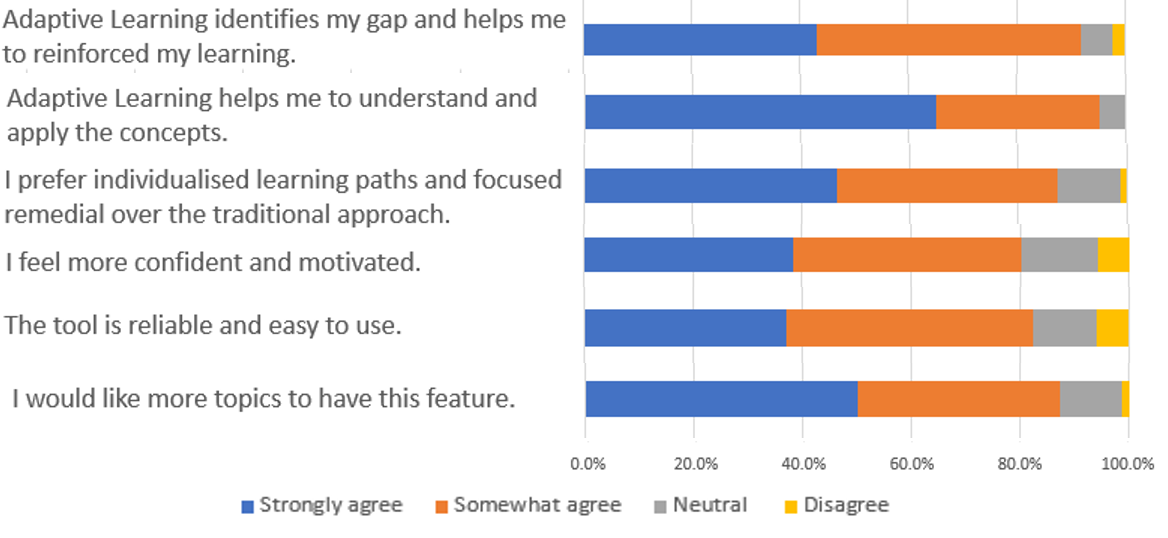 Adaptive Learning identifies my gap and helps me
to reinforced my learning.
Adaptive Learning helps me to understand and
apply the concepts.
I prefer individualised learning paths and focused
remedial over the traditional approach.
I feel more confident and motivated.
The tool is reliable and easy to use.
I would like more topics to have this feature.
0.0% 20.0% 40.0% 60.0% 80.0% 100.0%
Strongly agree Somewhat agree Neutral Disagree